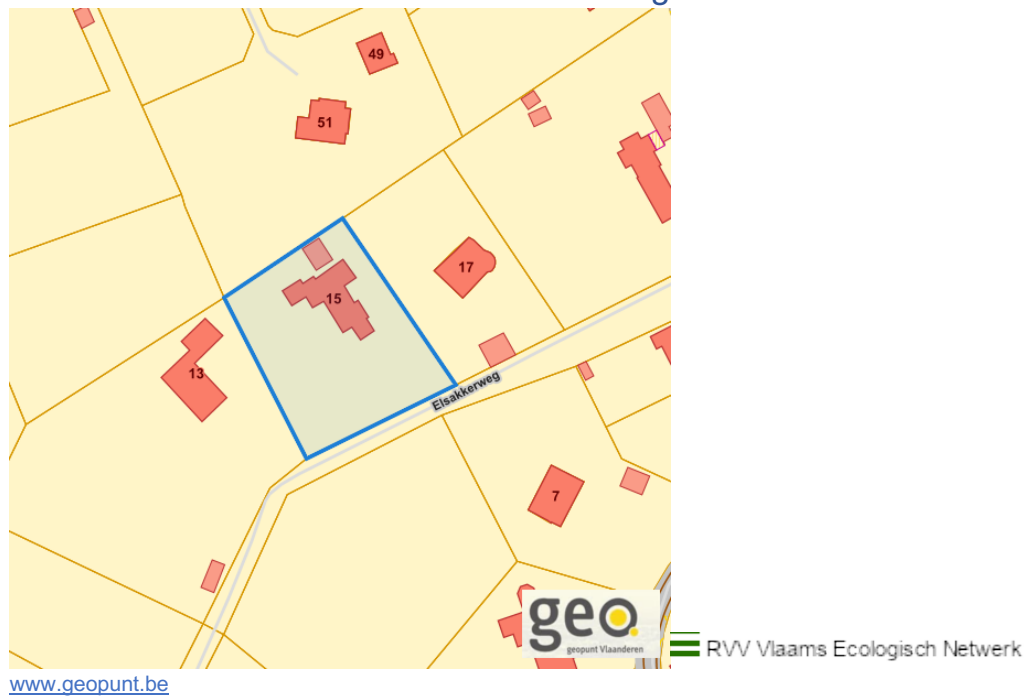 49
51
17
15
13
Elsakkerweg
7
geo
geopunt Vlaanderen
RVV Vlaams Ecologisch Netwerk
www.geopunt.be